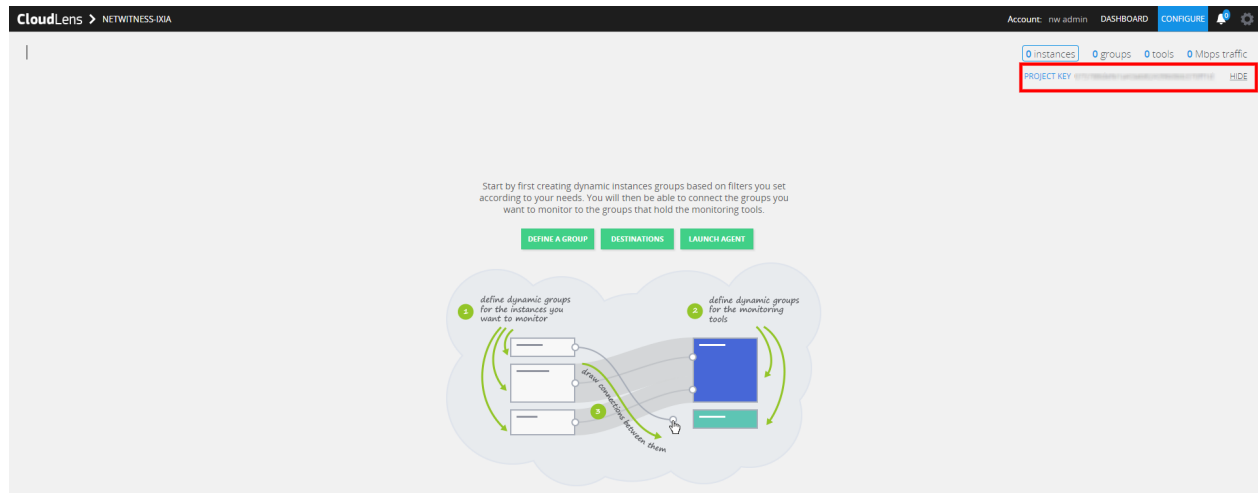 CloudLens > NETWITNESS-IXIA
Account: nw admin DASHBOARD CONFIGURE 0
0 instances 0 groups 0 tools 0 Mbps traffic
PROJECT KEY HIDE
Start by first creating dynamic instances groups based on filters you set
according to your needs. You will then be able to connect the groups you
want to monitor to the groups that hold the monitoring tools.
DEFINE A GROUP DESTINATIONS LAUNCH AGENT
1 define dynamic groups
for the instances you
want to monitor
2 define dynamic groups
for the monitoring
tools
3 draw connections between them